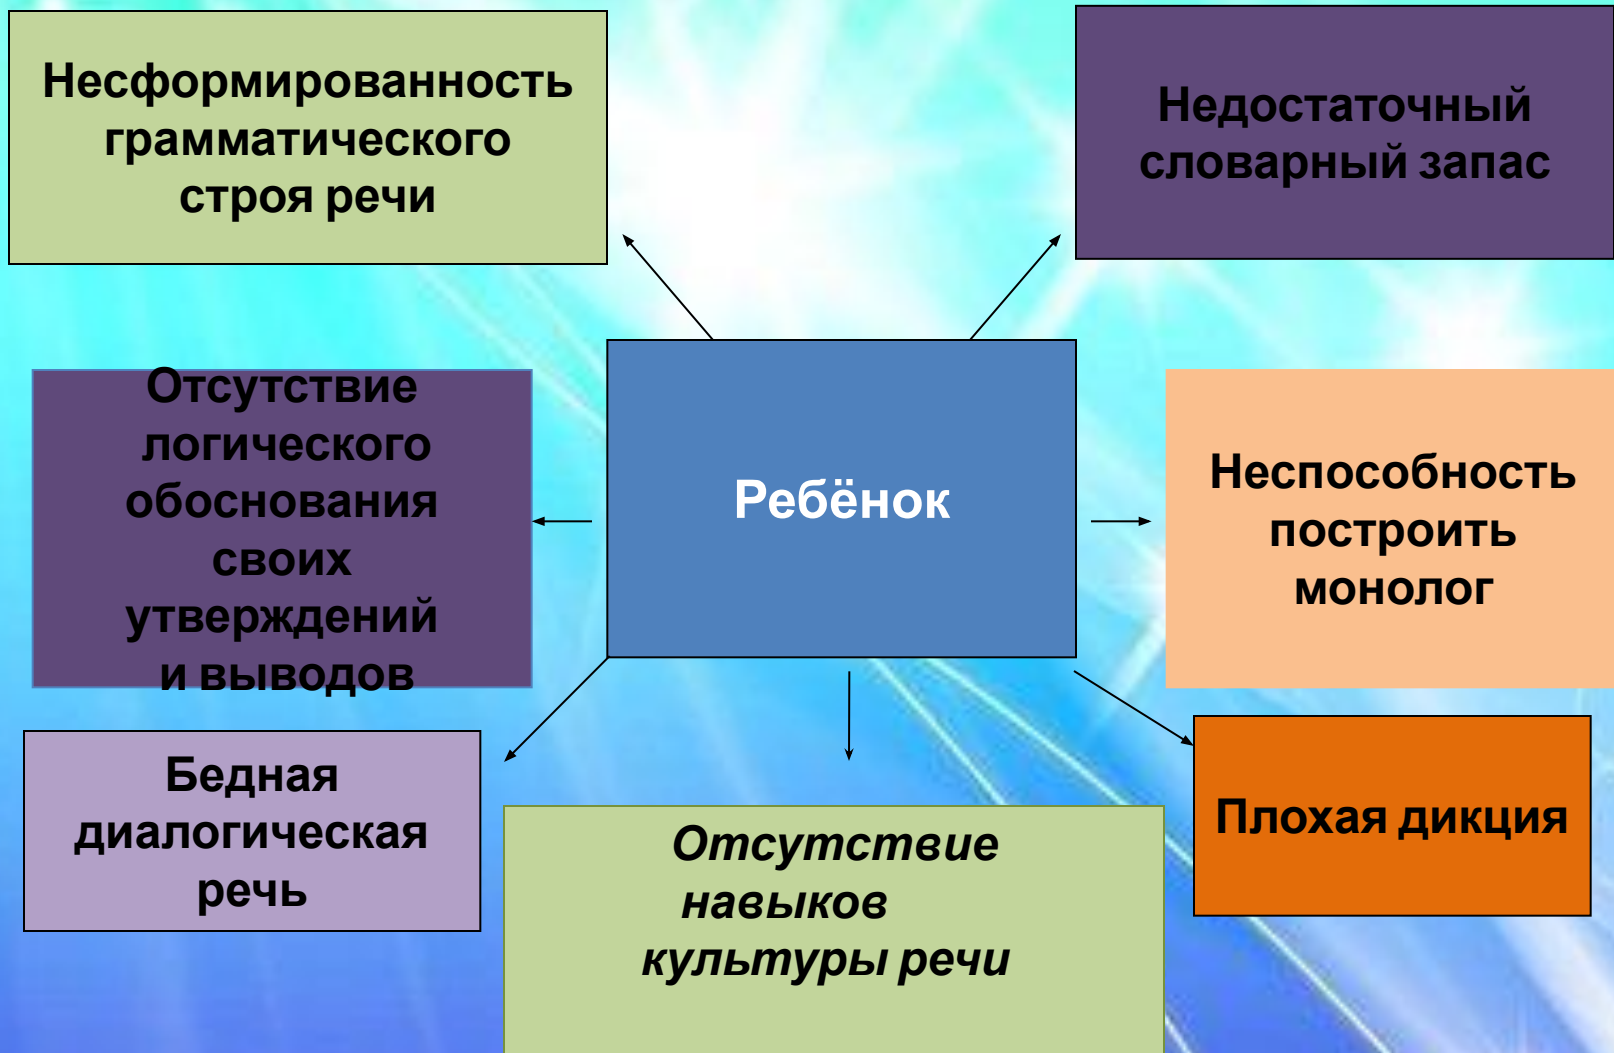 Несформированность
грамматического
строя речи
Недостаточный
словарный запас
Отсутствие
логического
обоснования
своих
утверждений
и выводов
Ребёнок
Неспособность
построить
монолог
Бедная
диалогическая
речь
Отсутствие
навыков
культуры речи
Плохая дикция